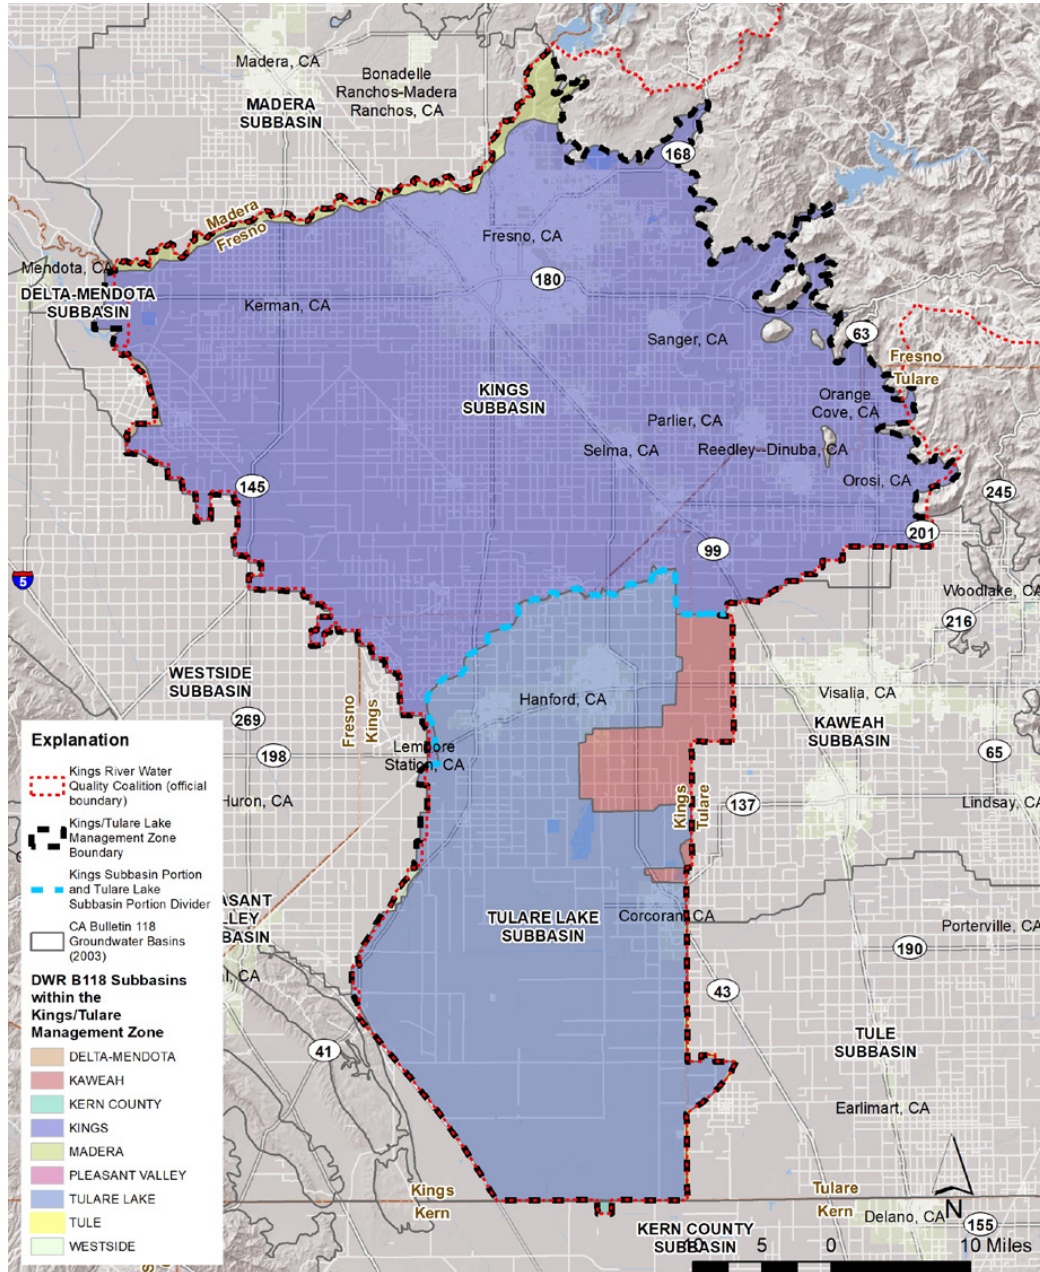 Madera, CA
Bonadelle
Ranchos-Madera
Ranchos, CA
MADERA
SUBBASIN
168
Madera
Fresno
Fresno, CA
Mendota, CA
DELTA-MENDOTA
SUBBASIN
180
Kerman, CA
Sanger, CA
63
Fresno
Tulare
KINGS
SUBBASIN
Orange
Cove, CA
Parlier, CA
Selma, CA
Reedley-Dinuba, CA
Orosi, CA
145
245
201
99
5
Woodlake, CA
216
WESTSIDE
SUBBASIN
Hanford, CA
Visalia, CA
KAWEAH
SUBBASIN
Fresno
Kings
269
198
Lemoore
Station, CA
65
Huron, CA
Kings
Tulare
137
Lindsay, CA
ASANT
LEY
BASIN
TULARE LAKE
SUBBASIN
Corcoran, CA
Porterville, CA
190
43
41
TULE
SUBBASIN
Earlimart, CA
Kings
Kern
Tulare
Kern
N
Delano, CA
155
KERN COUNTY
SUBBASIN
10 5 0 10 Miles
Explanation
Kings River Water
Quality Coalition (official
boundary)
Kings/Tulare Lake
Management Zone
Boundary
Kings Subbasin Portion
and Tulare Lake
Subbasin Portion Divider
CA Bulletin 118
Groundwater Basins
(2003)
DWR B118 Subbasins
within the
Kings/Tulare
Management Zone
DELTA-MENDOTA
KAWEAH
KERN COUNTY
KINGS
MADERA
PLEASANT VALLEY
TULARE LAKE
TULE
WESTSIDE